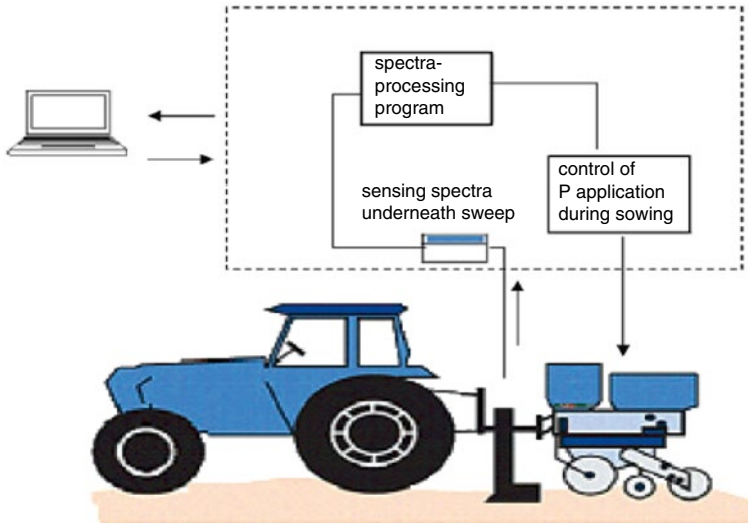 spectra-
processing
program
control of
P application
during sowing
sensing spectra
underneath sweep